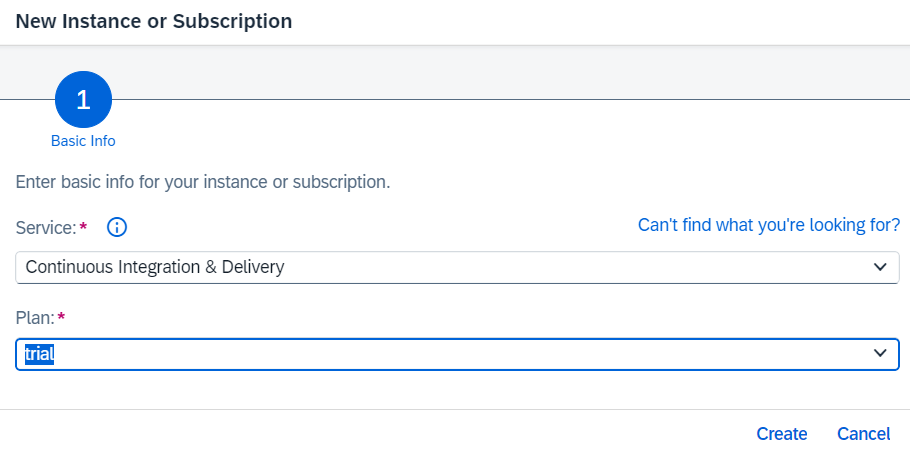 New Instance or Subscription
1
Basic Info
Enter basic info for your instance or subscription.
Service:* Can't find what you're looking for?
Continuous Integration & Delivery
Plan:*
trial
Create Cancel